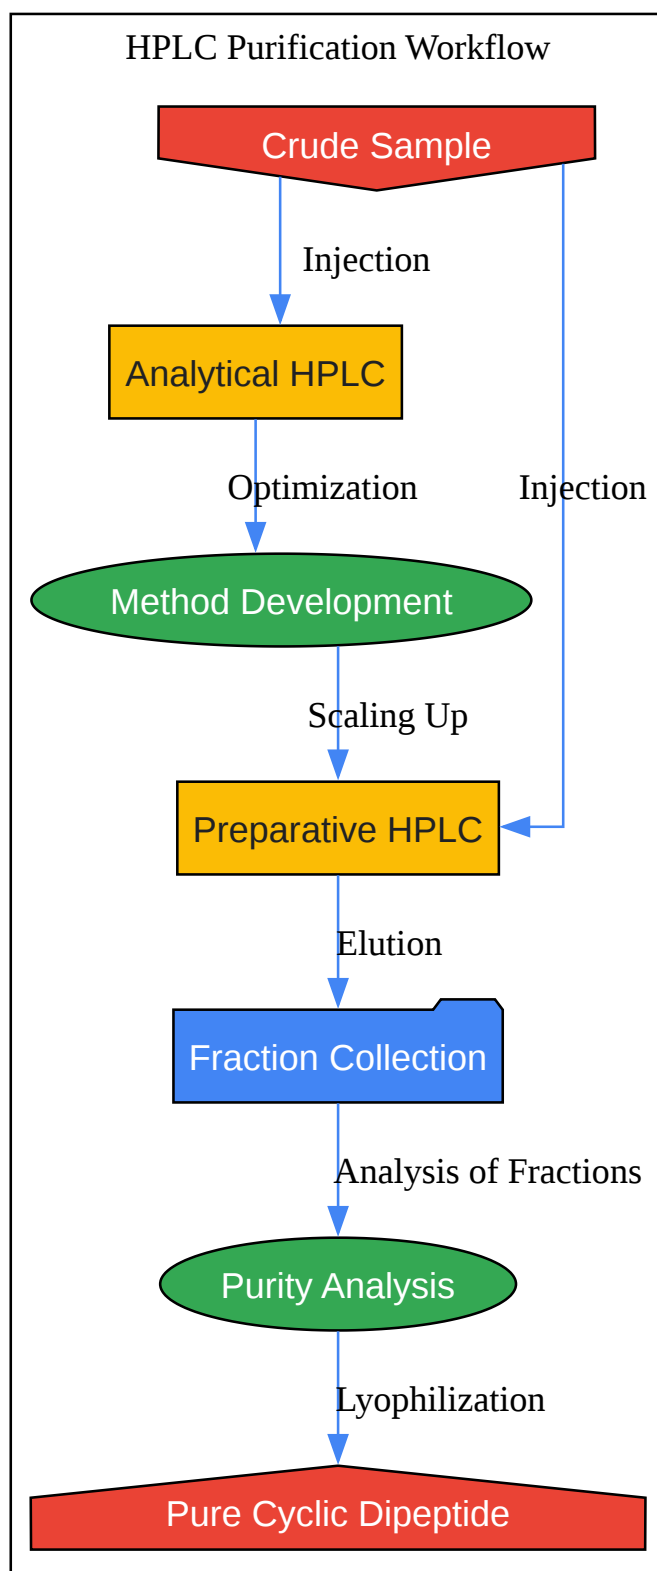 HPLC Purification Workflow
Crude Sample
Injection
Analytical HPLC
Optimization
Injection
Method Development
Scaling Up
Preparative HPLC
Elution
Fraction Collection
Analysis of Fractions
Purity Analysis
Lyophilization
Pure Cyclic Dipeptide